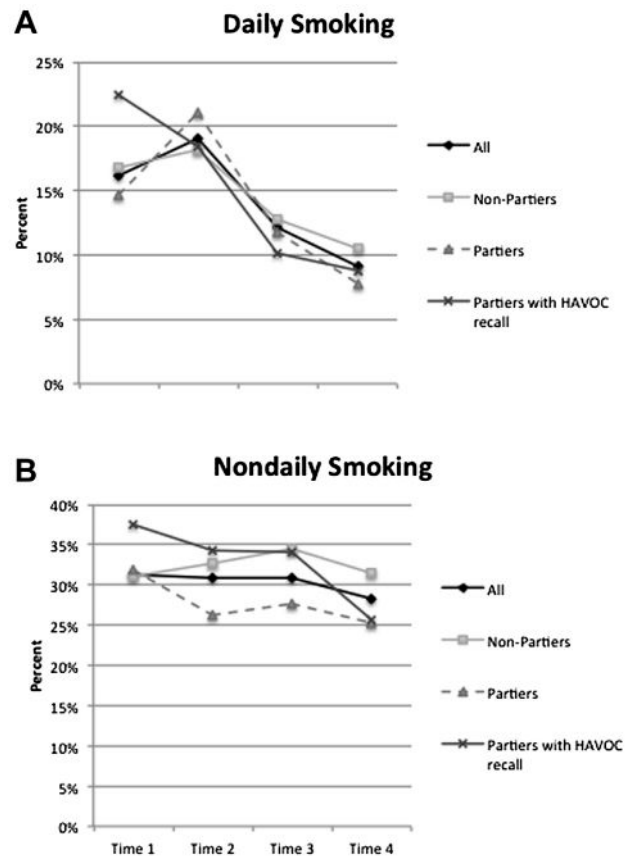 A
Daily Smoking
25%
20%
15%
10%
5%
0%
Percent
All
Non-Partiers
Partiers
Partiers with HAVOC
recall
B
Nondaily Smoking
40%
35%
30%
25%
20%
15%
10%
5%
0%
Percent
Time 1 Time 2 Time 3 Time 4
All
Non-Partiers
Partiers
Partiers with HAVOC
recall